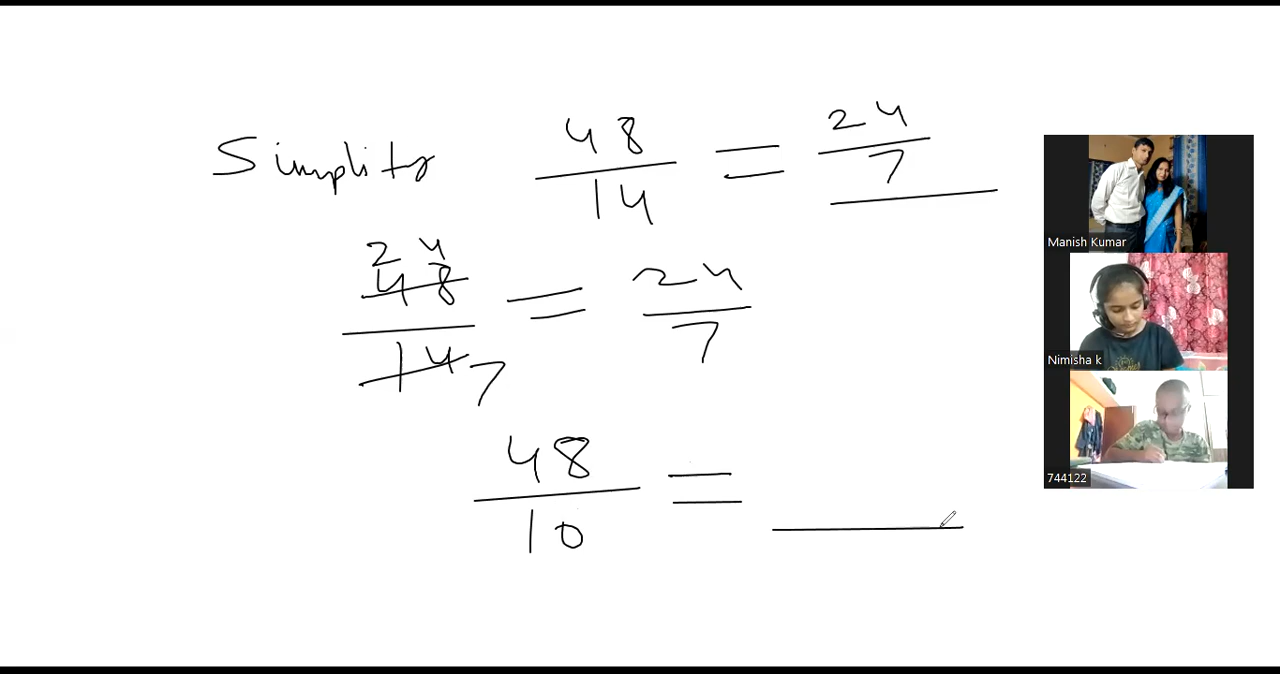 Simplify 48/14 = 24/7
24
48/14 = 24/7
7
48/10 =
Manish Kumar
Nimisha k
744122